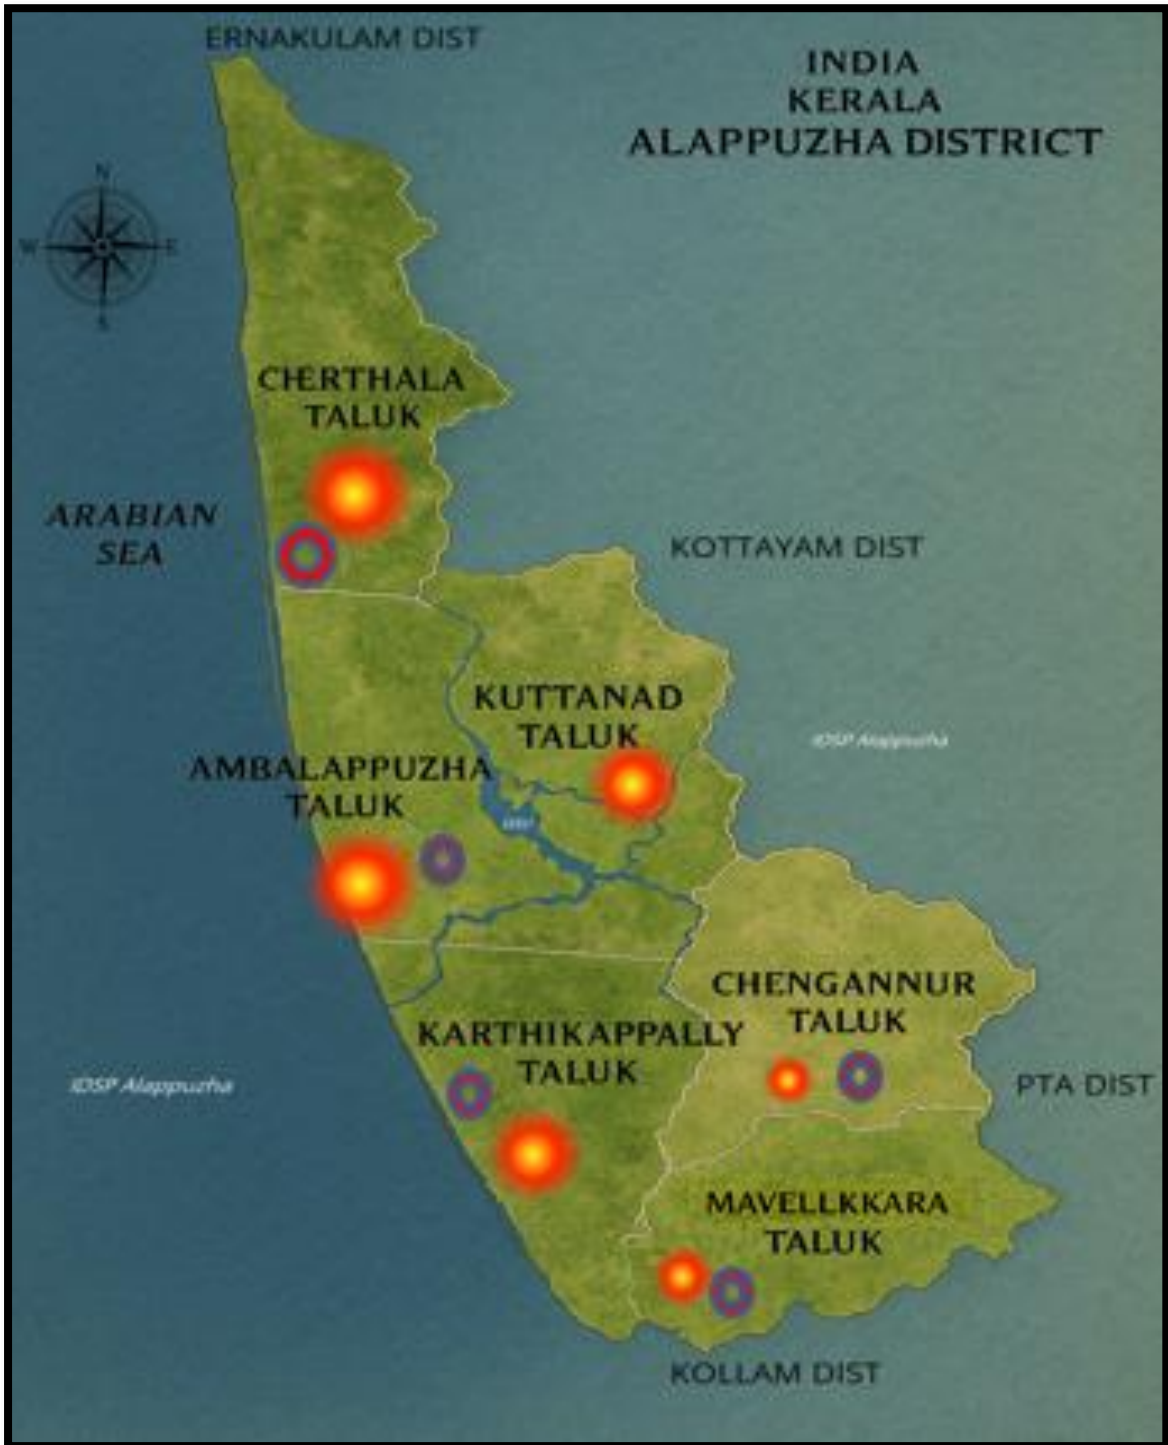 ERNAKULAM DIST
INDIA
KERALA
ALAPPUZHA DISTRICT
N
W
E
S
CHERTHALA
TALUK
ARABIAN
SEA
KOTTAYAM DIST
KUTTANAD
TALUK
IDSP Alappuzha
AMBALAPPUZHA
TALUK
CHENGANNUR
TALUK
KARTHIKAPPALLY
TALUK
IDSP Alappuzha
PTA DIST
MAVELLKKARA
TALUK
KOLLAM DIST